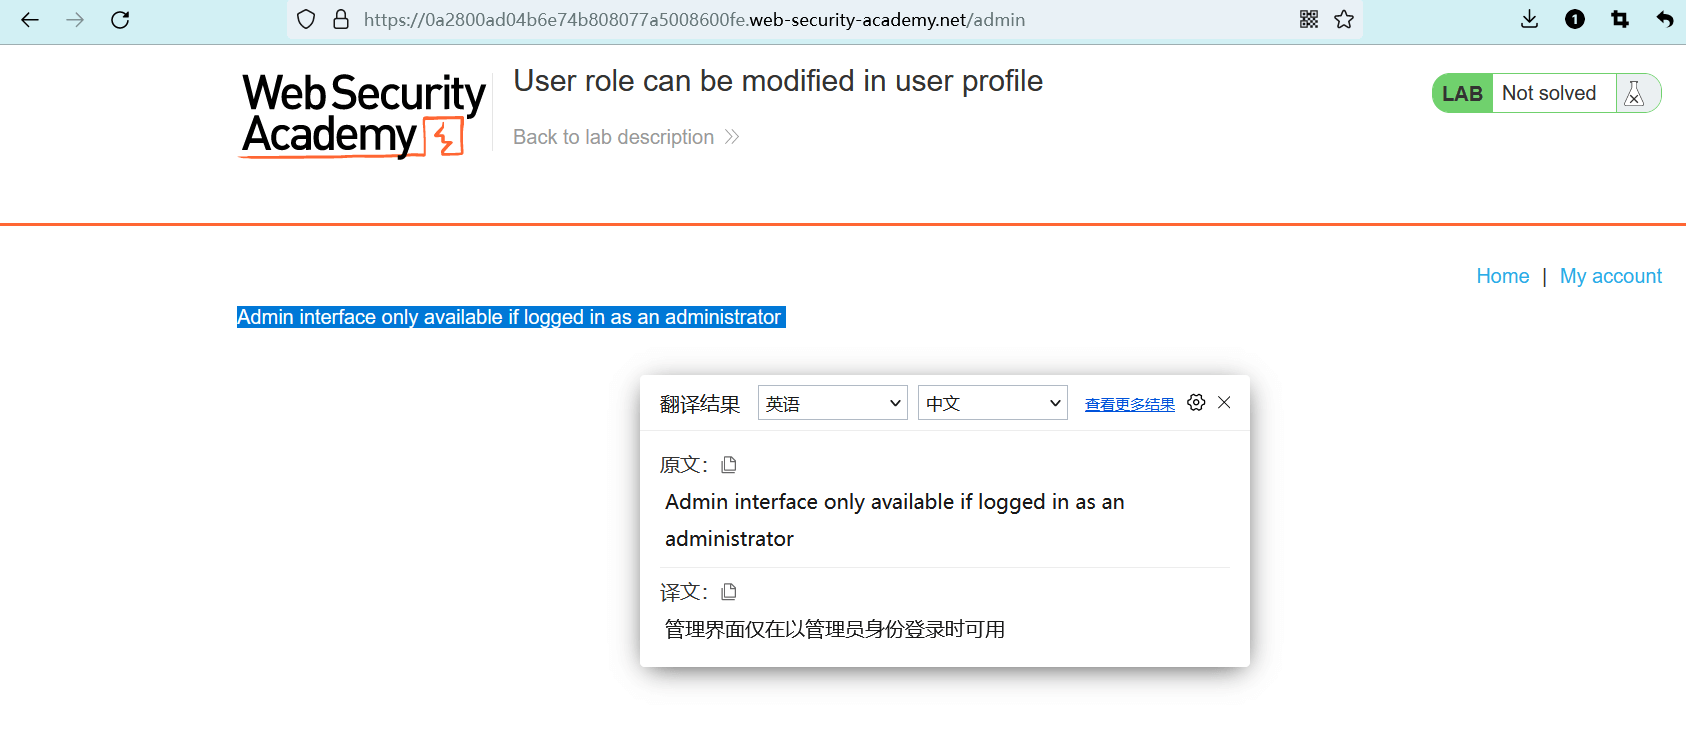 https://0a2800ad04b6e74b808077a5008600fe.web-security-academy.net/admin
1
Web Security
Academy
User role can be modified in user profile
Back to lab description
LAB Not solved
Home | My account
Admin interface only available if logged in as an administrator
翻译结果 英语 中文 查看更多结果
原文：
Admin interface only available if logged in as an
administrator
译文：
管理界面仅在以管理员身份登录时可用